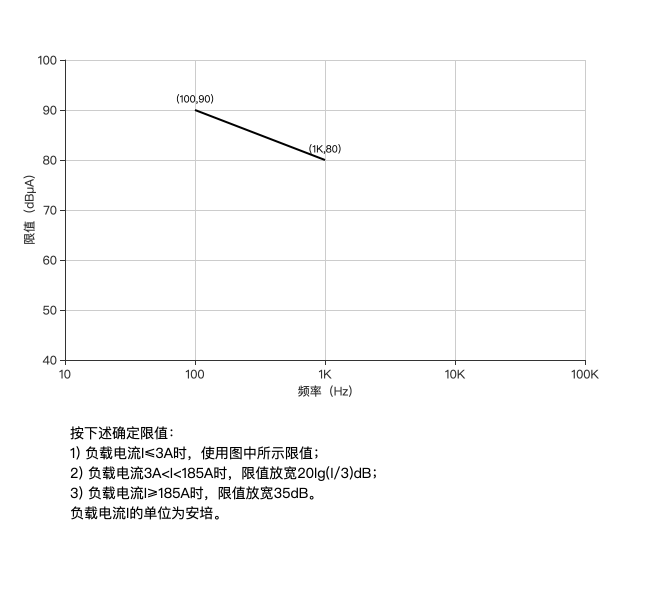 100
(100,90)
90
(1K,80)
80
70
60
50
40
限值（dBμA）
10
100
1K
10K
100K
频率（Hz）
按下述确定限值：
1) 负载电流I≤3A时，使用图中所示限值；
2) 负载电流3A<I<185A时，限值放宽20lg(I/3)dB；
3) 负载电流I≥185A时，限值放宽35dB。
负载电流I的单位为安培。